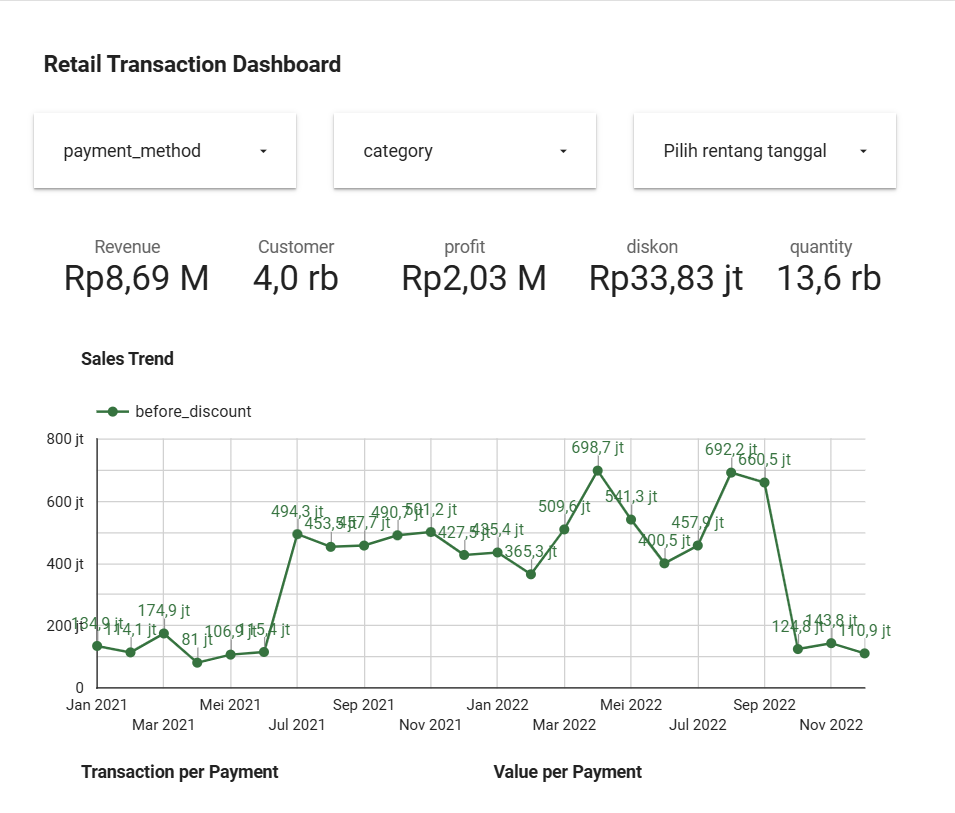 Retail Transaction Dashboard
payment_method
category
Pilih rentang tanggal
Revenue
Rp8,69 M
Customer
4,0 rb
profit
Rp2,03 M
diskon
Rp33,83 jt
quantity
13,6 rb
Sales Trend
before_discount
800 jt
600 jt
400 jt
200 jt
0
134,9 jt
114,1 jt
174,9 jt
81 jt
106,9 jt
115,4 jt
494,3 jt
453,5 jt
457,7 jt
490,7 jt
501,2 jt
427,5 jt
435,4 jt
365,3 jt
509,6 jt
698,7 jt
541,3 jt
400,5 jt
457,9 jt
692,2 jt
660,5 jt
124,8 jt
143,8 jt
110,9 jt
Jan 2021
Mar 2021
Mei 2021
Jul 2021
Sep 2021
Nov 2021
Jan 2022
Mar 2022
Mei 2022
Jul 2022
Sep 2022
Nov 2022
Transaction per Payment
Value per Payment